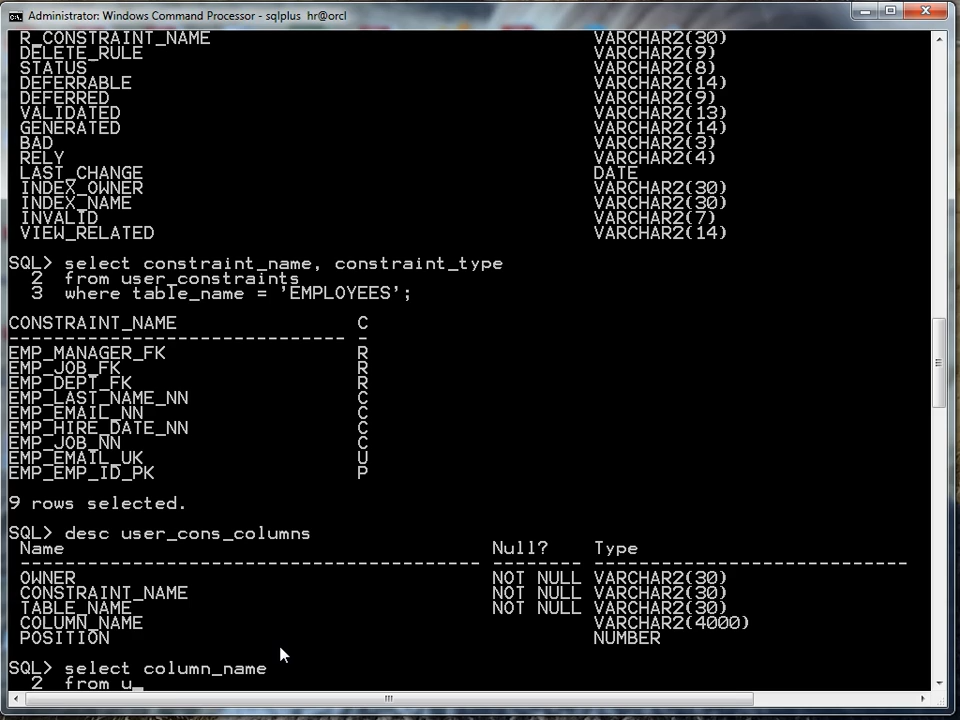 Administrator: Windows Command Processor - sqlplus  hr@orcl
R_CONSTRAINT_NAME VARCHAR2(30)
DELETE_RULE VARCHAR2(9)
STATUS VARCHAR2(8)
DEFERRABLE VARCHAR2(14)
DEFERRED VARCHAR2(9)
VALIDATED VARCHAR2(13)
GENERATED VARCHAR2(14)
BAD VARCHAR2(3)
RELY VARCHAR2(4)
LAST_CHANGE DATE
INDEX_OWNER VARCHAR2(30)
INDEX_NAME VARCHAR2(30)
INVALID VARCHAR2(7)
VIEW_RELATED VARCHAR2(14)
SQL> select constraint_name, constraint_type
2  from user_constraints
3  where table_name = 'EMPLOYEES';
CONSTRAINT_NAME C
------------------------------ -
EMP_MANAGER_FK R
EMP_JOB_FK R
EMP_DEPT_FK R
EMP_LAST_NAME_NN C
EMP_EMAIL_NN C
EMP_HIRE_DATE_NN C
EMP_JOB_NN C
EMP_EMAIL_UK U
EMP_EMP_ID_PK P
9 rows selected.
SQL> desc user_cons_columns
Name Null? Type
----------------------------------------- -------- ----------------------------
OWNER NOT NULL VARCHAR2(30)
CONSTRAINT_NAME NOT NULL VARCHAR2(30)
TABLE_NAME NOT NULL VARCHAR2(30)
COLUMN_NAME VARCHAR2(4000)
POSITION NUMBER
SQL> select column_name
2  from u_